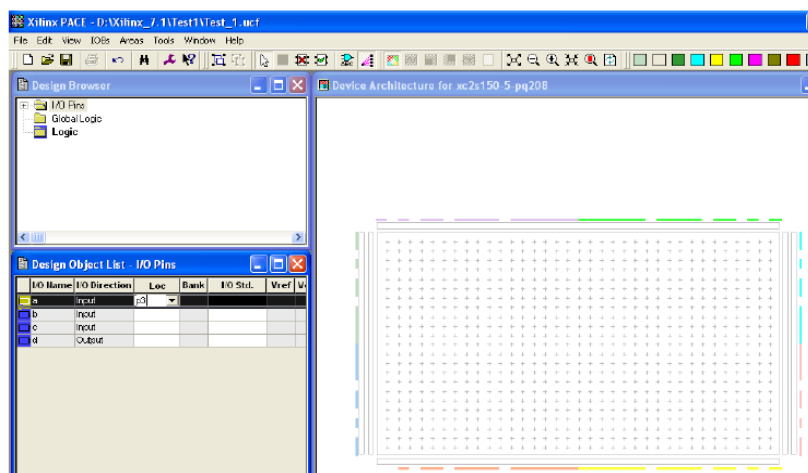 Xilinx PACE - D:\Xilinx_7.1\Test1\Test_1.ucf
File Edit View IOBs Areas Tools Window Help
Design Browser
I/O Pins
Global Logic
Logic
Device Architecture for xc2s150-5-pq208
Design Object List - I/O Pins
I/O Name I/O Direction Loc Bank I/O Std. Vref
a Input p3
b Input
c Input
d Output